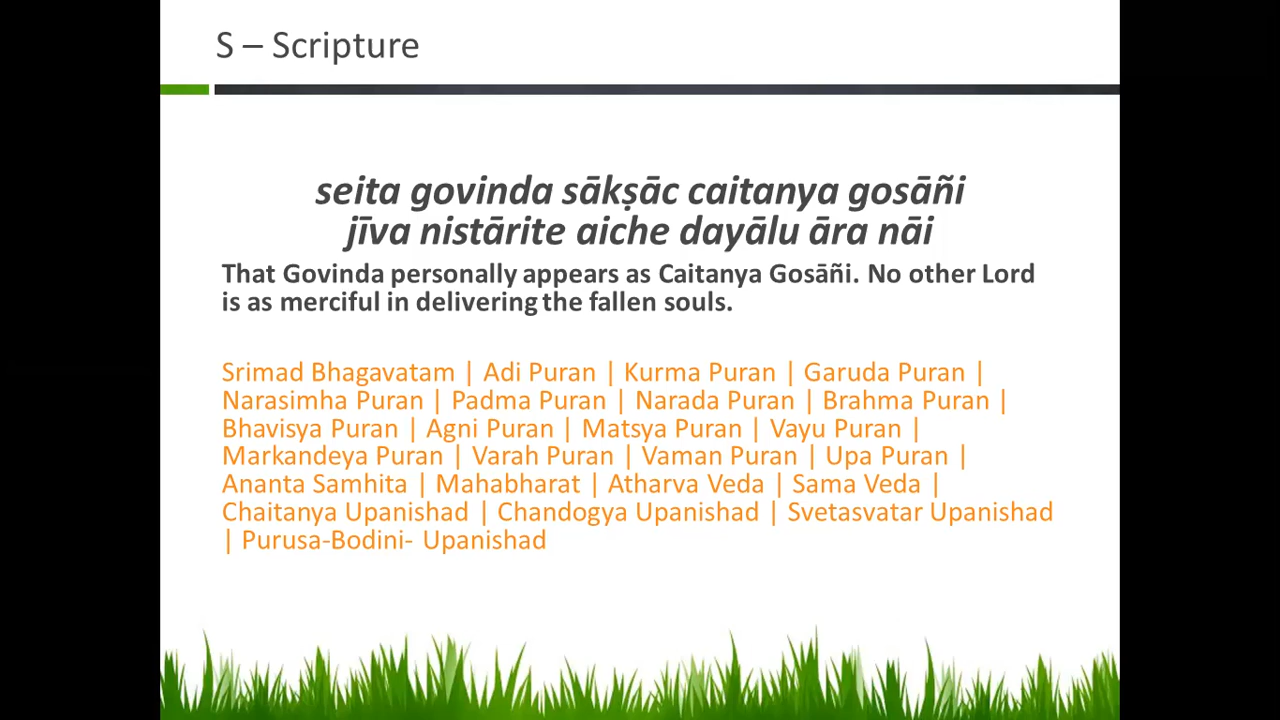 S – Scripture
seita govinda sākṣāc caitanya gosāñi
jīva nistārite aiche dayālu āra nāi
That Govinda personally appears as Caitanya Gosāñi. No other Lord
is as merciful in delivering the fallen souls.
Srimad Bhagavatam | Adi Puran | Kurma Puran | Garuda Puran |
Narasimha Puran | Padma Puran | Narada Puran | Brahma Puran |
Bhavisya Puran | Agni Puran | Matsya Puran | Vayu Puran |
Markandeya Puran | Varah Puran | Vaman Puran | Upa Puran |
Ananta Samhita | Mahabharat | Atharva Veda | Sama Veda |
Chaitanya Upanishad | Chandogya Upanishad | Svetasvatar Upanishad
| Purusa-Bodini- Upanishad